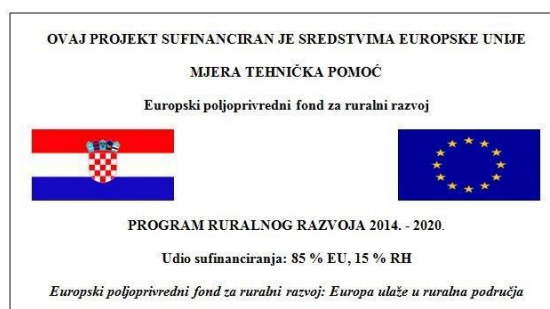 OVAJ PROJEKT SUFINANCIRAN JE SREDSTVIMA EUROPSKE UNIJE
MJERA TEHNIČKA POMOĆ
Europski poljoprivredni fond za ruralni razvoj
PROGRAM RURALNOG RAZVOJA 2014. - 2020.
Udio sufinanciranja: 85 % EU, 15 % RH
Europski poljoprivredni fond za ruralni razvoj: Europa ulaže u ruralna područja